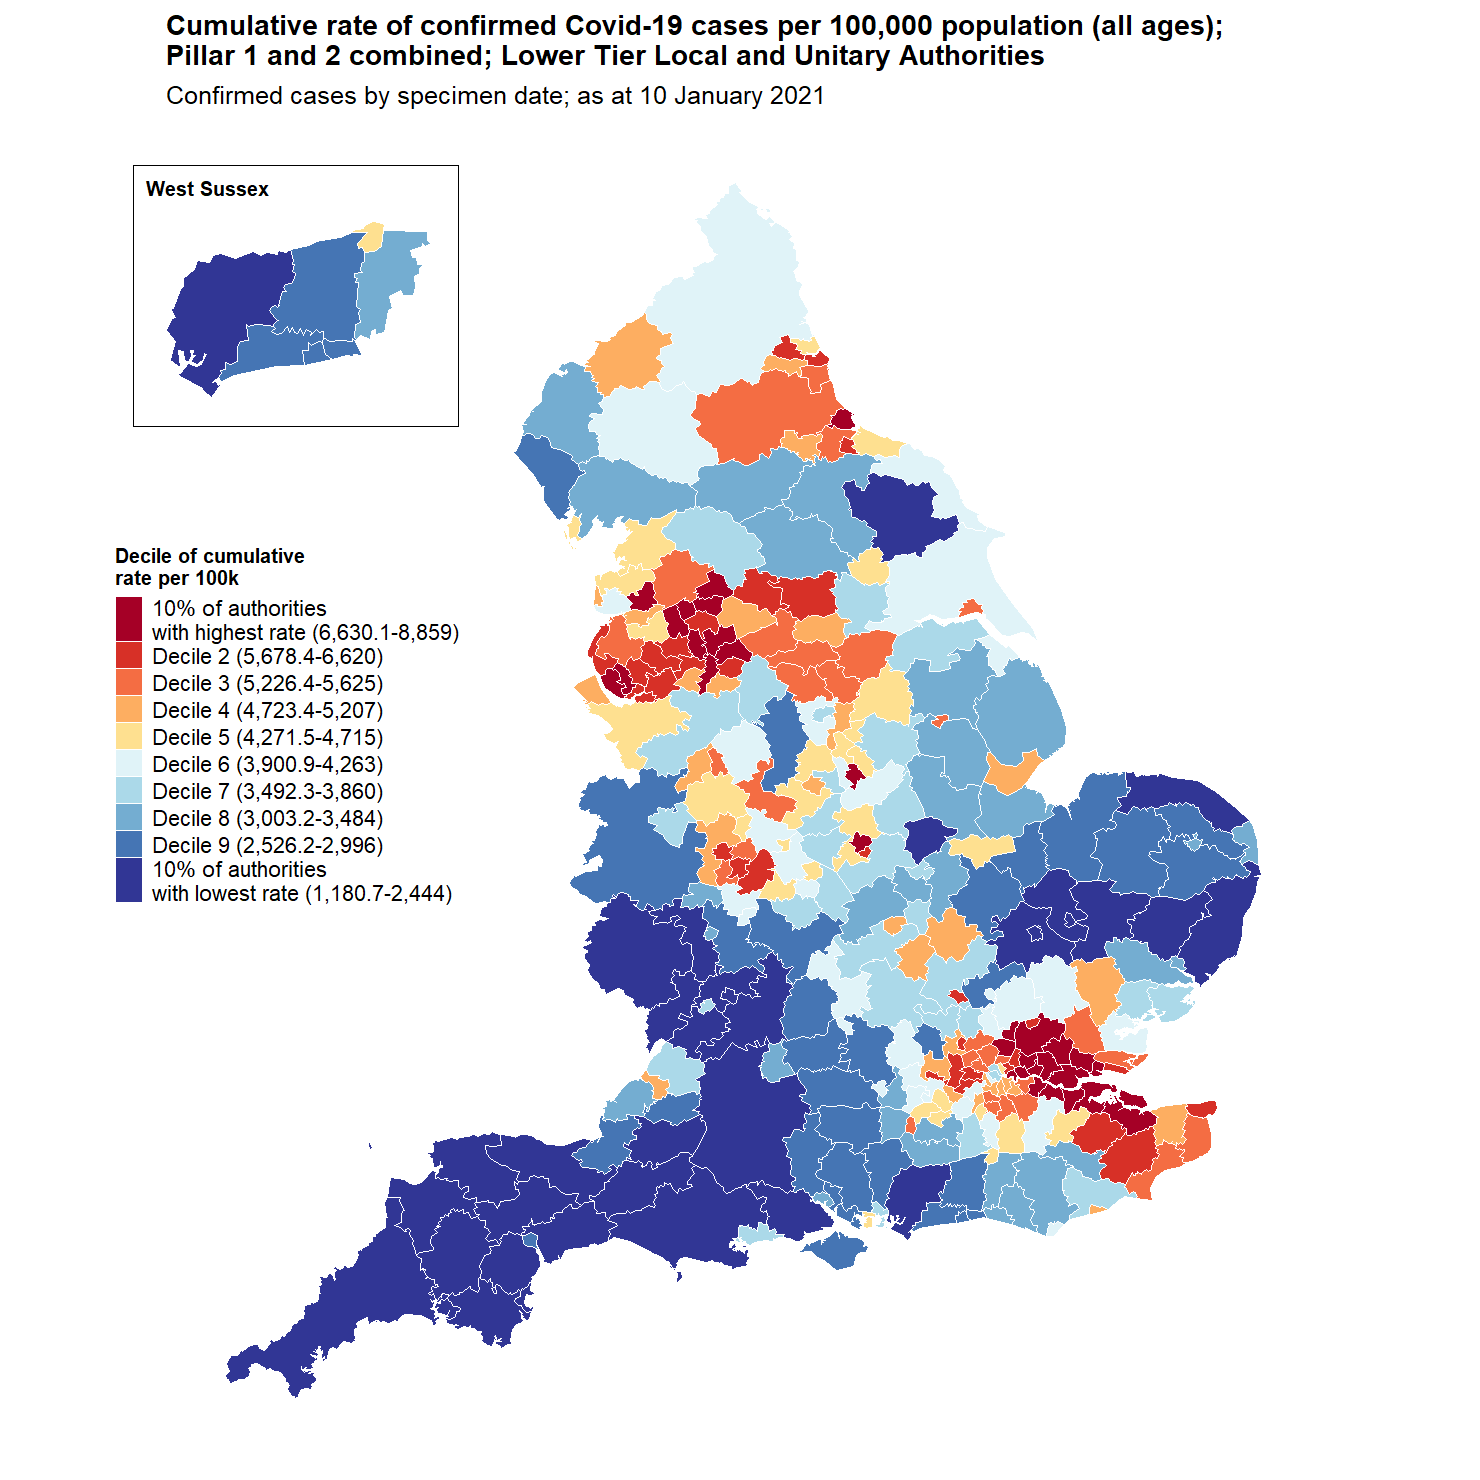 Cumulative rate of confirmed Covid-19 cases per 100,000 population (all ages);
Pillar 1 and 2 combined; Lower Tier Local and Unitary Authorities
Confirmed cases by specimen date; as at 10 January 2021
West Sussex
Decile of cumulative
rate per 100k
10% of authorities
with highest rate (6,630.1-8,859)
Decile 2 (5,678.4-6,620)
Decile 3 (5,226.4-5,625)
Decile 4 (4,723.4-5,207)
Decile 5 (4,271.5-4,715)
Decile 6 (3,900.9-4,263)
Decile 7 (3,492.3-3,860)
Decile 8 (3,003.2-3,484)
Decile 9 (2,526.2-2,996)
10% of authorities
with lowest rate (1,180.7-2,444)